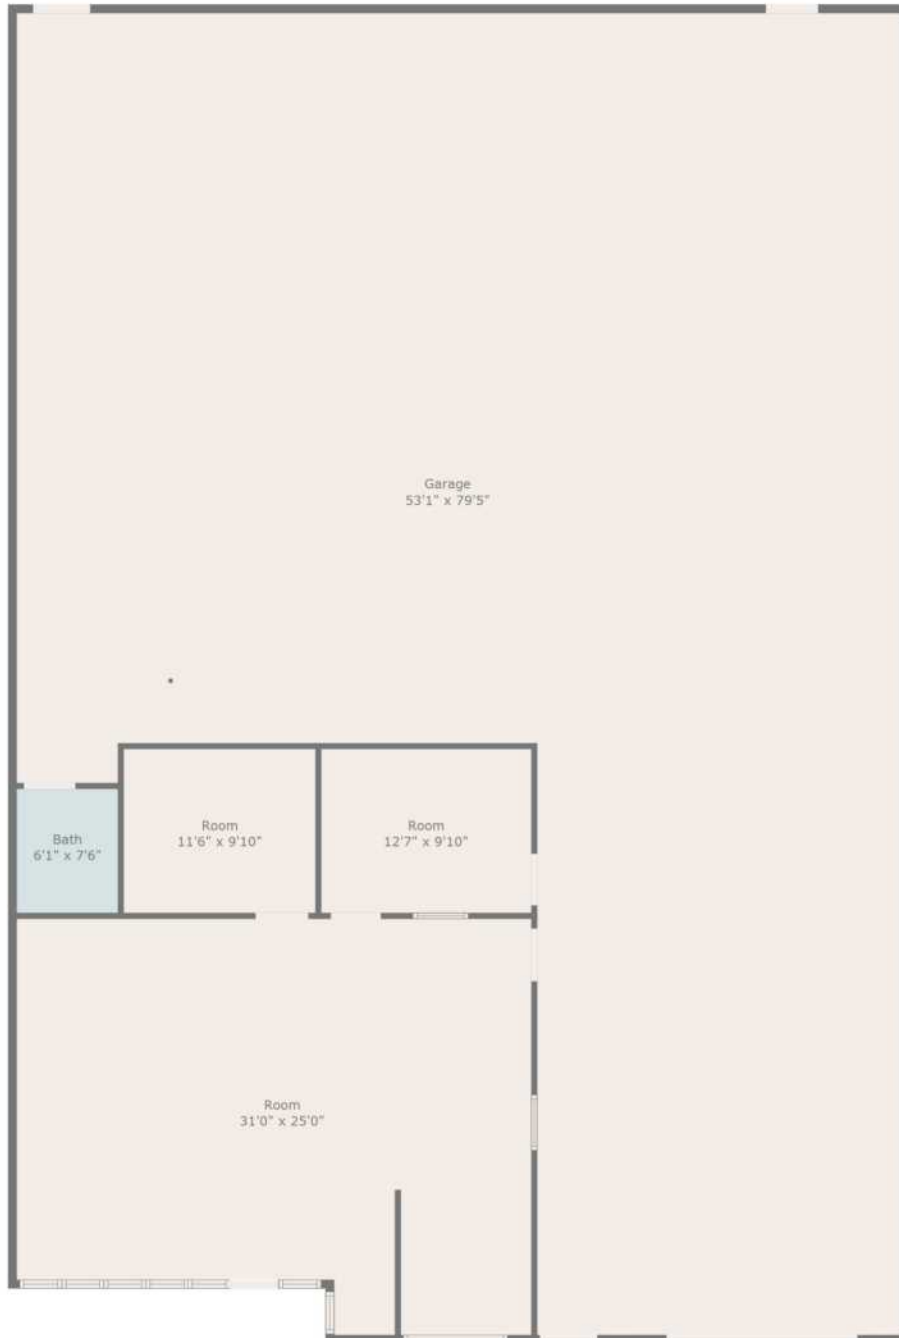 Garage
53'1" x 79'5"
Room
11'6" x 9'10"
Room
12'7" x 9'10"
Bath
6'1" x 7'6"
Room
31'0" x 25'0"